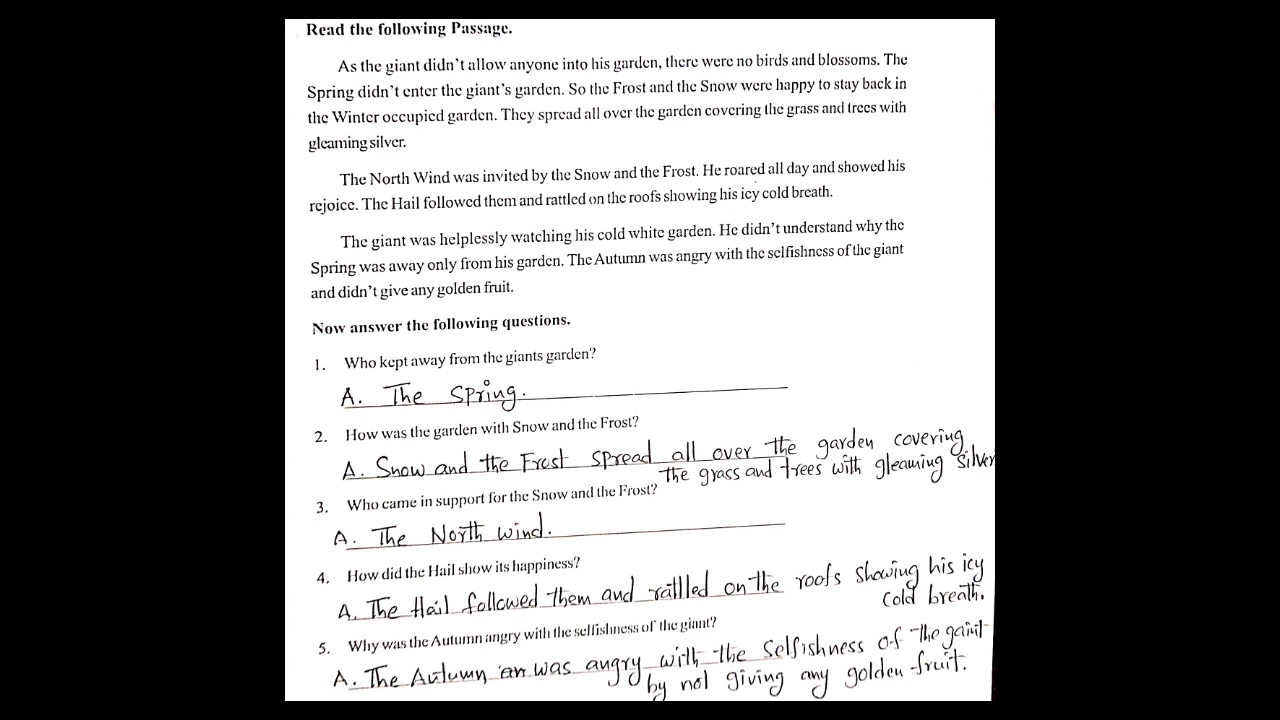 Read the following Passage.
As the giant didn't allow anyone into his garden, there were no birds and blossoms. The
Spring didn't enter the giant's garden. So the Frost and the Snow were happy to stay back in
the Winter occupied garden. They spread all over the garden covering the grass and trees with
gleaming silver.
The North Wind was invited by the Snow and the Frost. He roared all day and showed his
rejoice. The Hail followed them and rattled on the roofs showing his icy cold breath.
The giant was helplessly watching his cold white garden. He didn't understand why the
Spring was away only from his garden. The Autumn was angry with the selfishness of the giant
and didn't give any golden fruit.
Now answer the following questions.
1. Who kept away from the giants garden?
A. The Spring.
2. How was the garden with Snow and the Frost?
A. Snow and the Frost spread all over the garden covering
the grass and trees with gleaming silver
3. Who came in support for the Snow and the Frost?
A. The North wind.
4. How did the Hail show its happiness?
A. The Hail followed them and rattled on the roofs showing his icy
cold breath.
5. Why was the Autumn angry with the selfishness of the giant?
A. The Autumn was angry with the Selfishness of the gaint
by not giving any golden fruit.